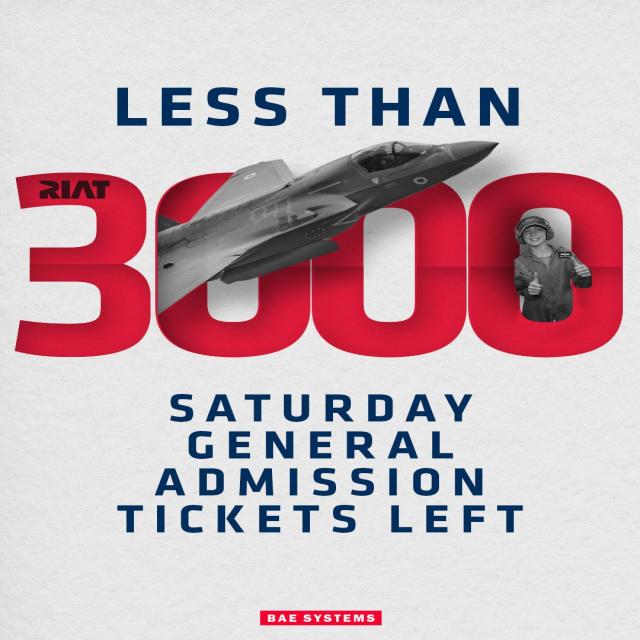 LESS THAN
RIAT
3000
SATURDAY
GENERAL
ADMISSION
TICKETS LEFT
BAE SYSTEMS